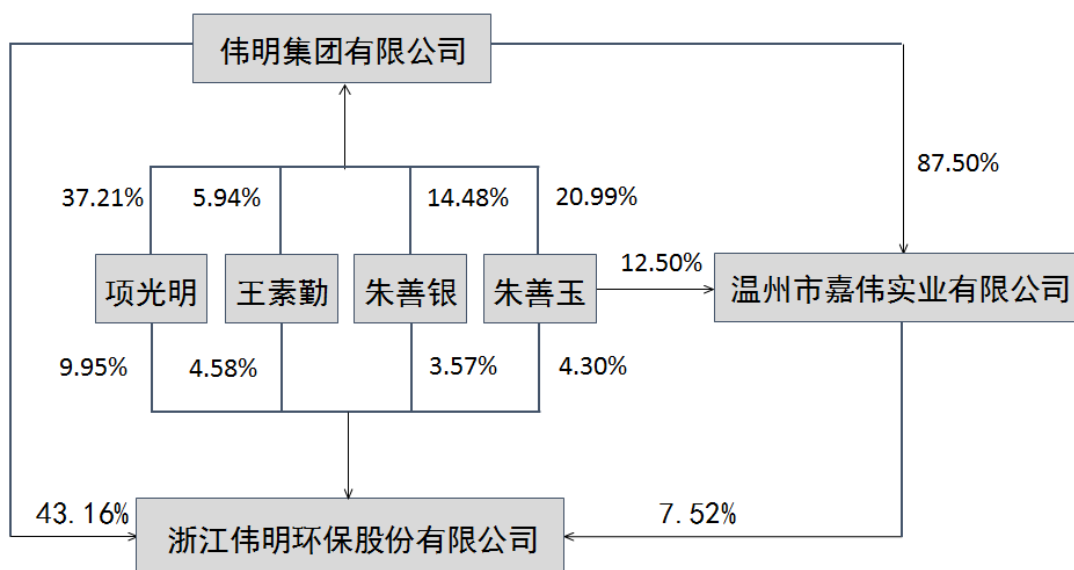 伟明集团有限公司
87.50%
37.21%
5.94%
14.48%
20.99%
项光明
王素勤
朱善银
朱善玉
12.50%
温州市嘉伟实业有限公司
9.95%
4.58%
3.57%
4.30%
43.16%
7.52%
浙江伟明环保股份有限公司